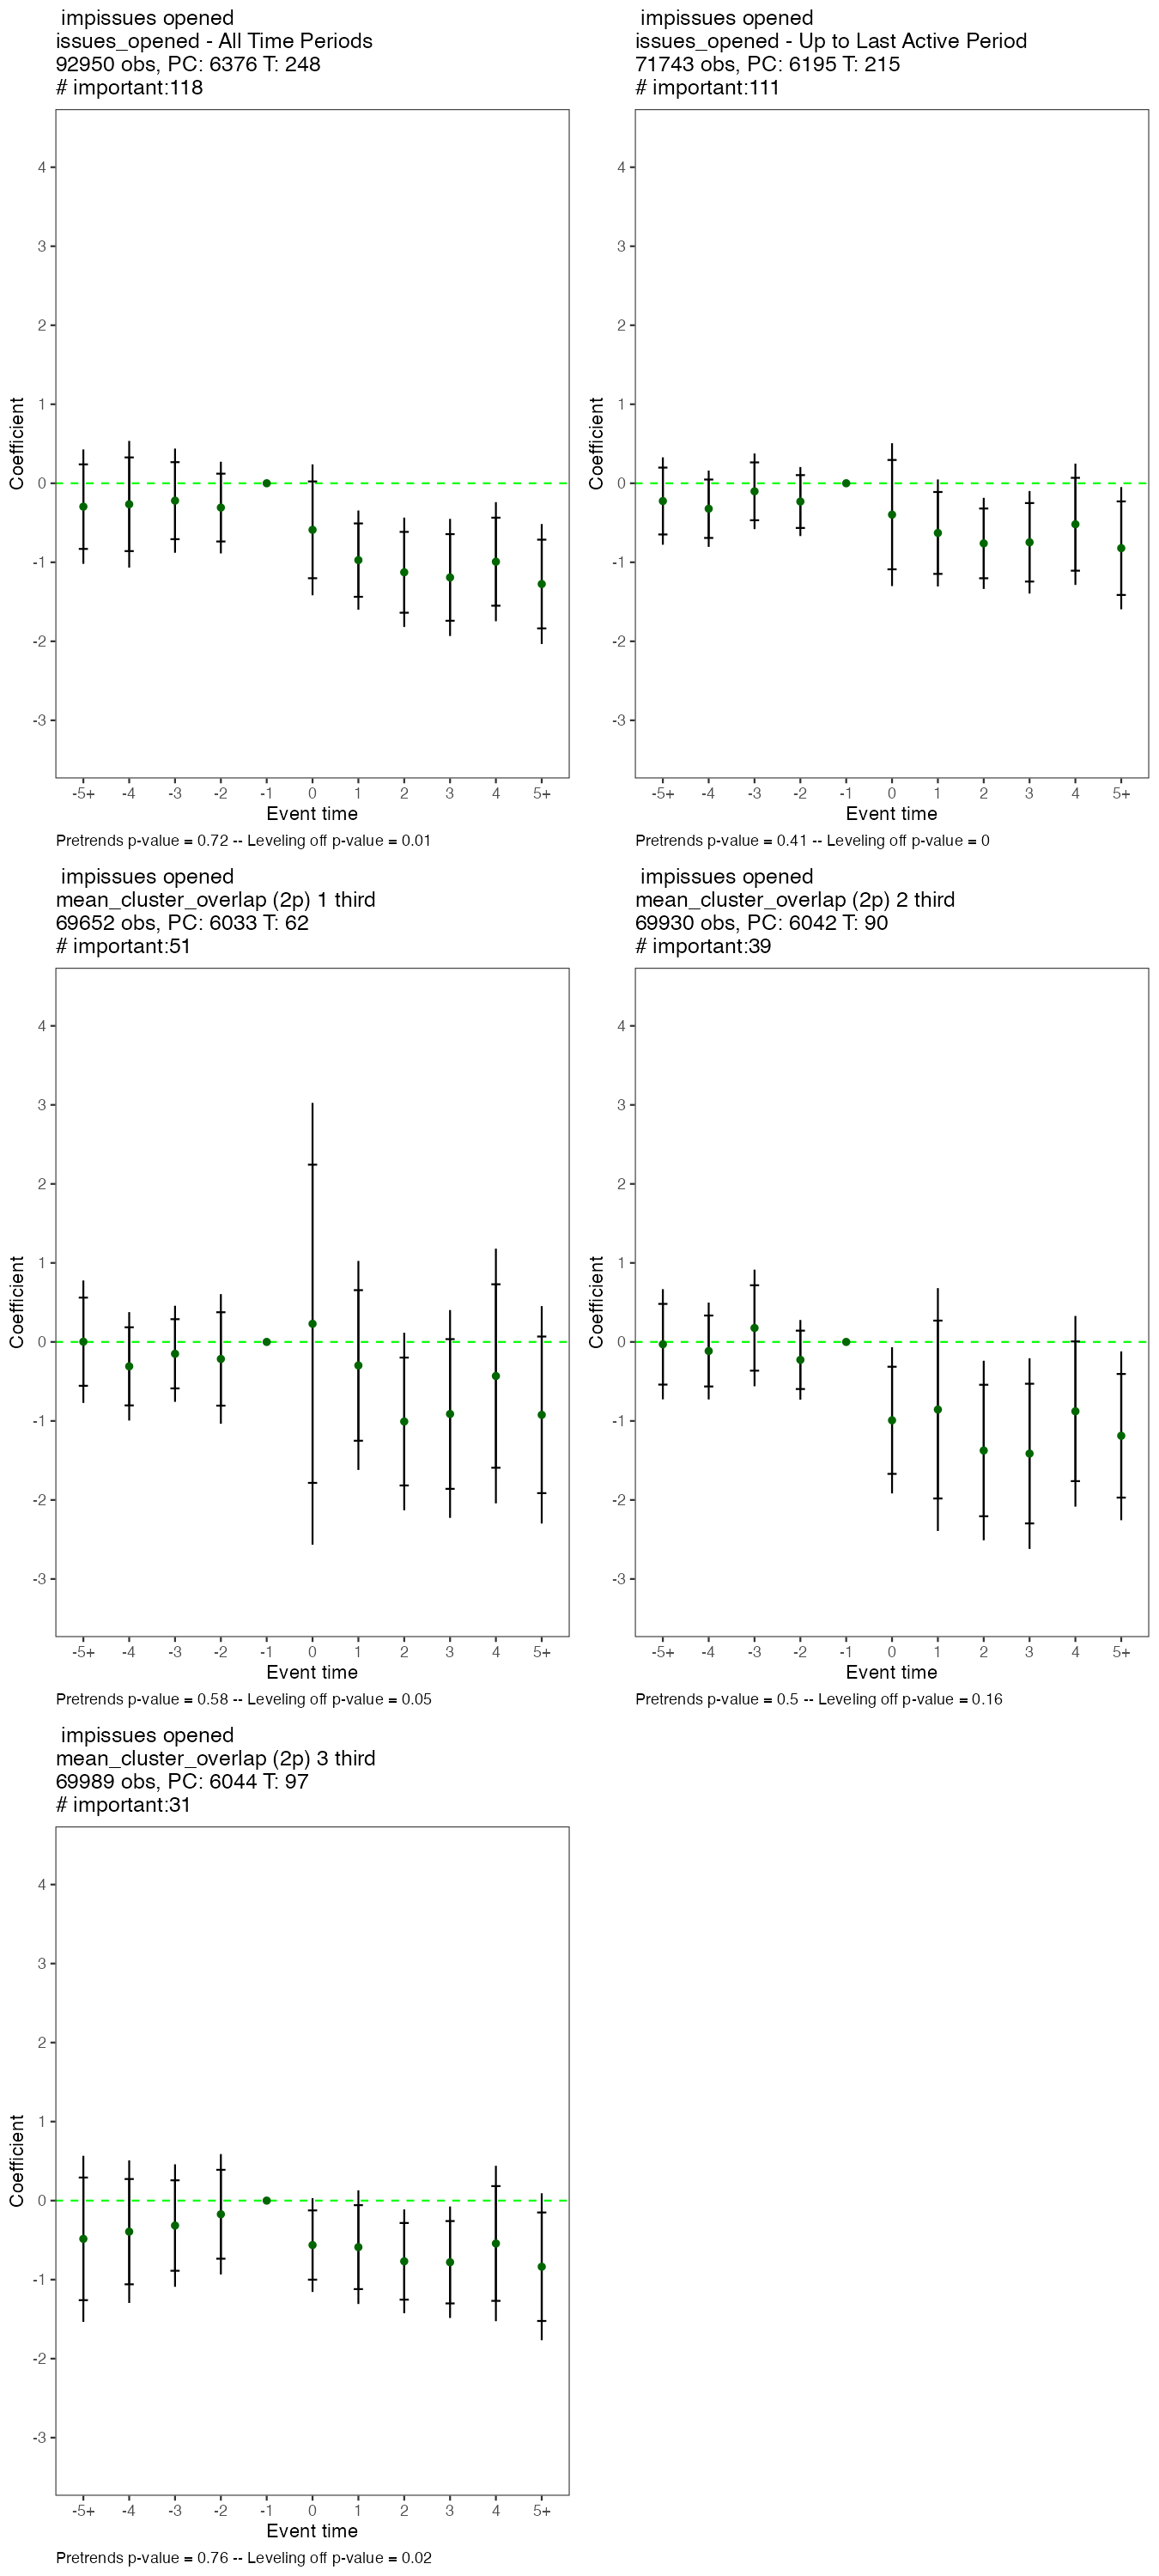 impissues opened
issues_opened - All Time Periods
92950 obs, PC: 6376 T: 248
# important:118
4
3
2
1
0
-1
-2
-3
Coefficient
-5+ -4 -3 -2 -1 0 1 2 3 4 5+
Event time
Pretrends p-value = 0.72 -- Leveling off p-value = 0.01
impissues opened
issues_opened - Up to Last Active Period
71743 obs, PC: 6195 T: 215
# important:111
4
3
2
1
0
-1
-2
-3
Coefficient
-5+ -4 -3 -2 -1 0 1 2 3 4 5+
Event time
Pretrends p-value = 0.41 -- Leveling off p-value = 0
impissues opened
mean_cluster_overlap (2p) 1 third
69652 obs, PC: 6033 T: 62
# important:51
4
3
2
1
0
-1
-2
-3
Coefficient
-5+ -4 -3 -2 -1 0 1 2 3 4 5+
Event time
Pretrends p-value = 0.58 -- Leveling off p-value = 0.05
impissues opened
mean_cluster_overlap (2p) 2 third
69930 obs, PC: 6042 T: 90
# important:39
4
3
2
1
0
-1
-2
-3
Coefficient
-5+ -4 -3 -2 -1 0 1 2 3 4 5+
Event time
Pretrends p-value = 0.5 -- Leveling off p-value = 0.16
impissues opened
mean_cluster_overlap (2p) 3 third
69989 obs, PC: 6044 T: 97
# important:31
4
3
2
1
0
-1
-2
-3
Coefficient
-5+ -4 -3 -2 -1 0 1 2 3 4 5+
Event time
Pretrends p-value = 0.76 -- Leveling off p-value = 0.02